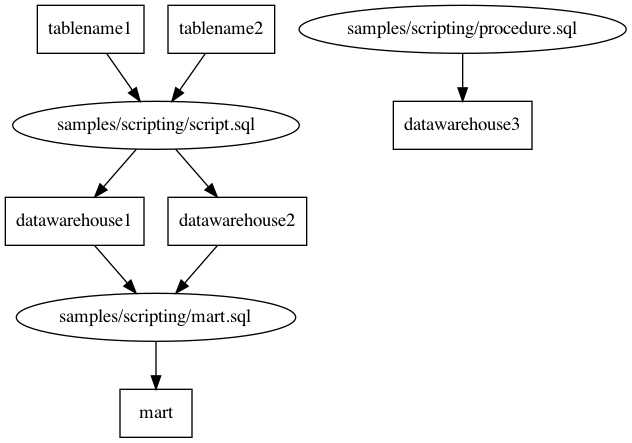 tablename1
tablename2
samples/scripting/procedure.sql
samples/scripting/script.sql
datawarehouse3
datawarehouse1
datawarehouse2
samples/scripting/mart.sql
mart